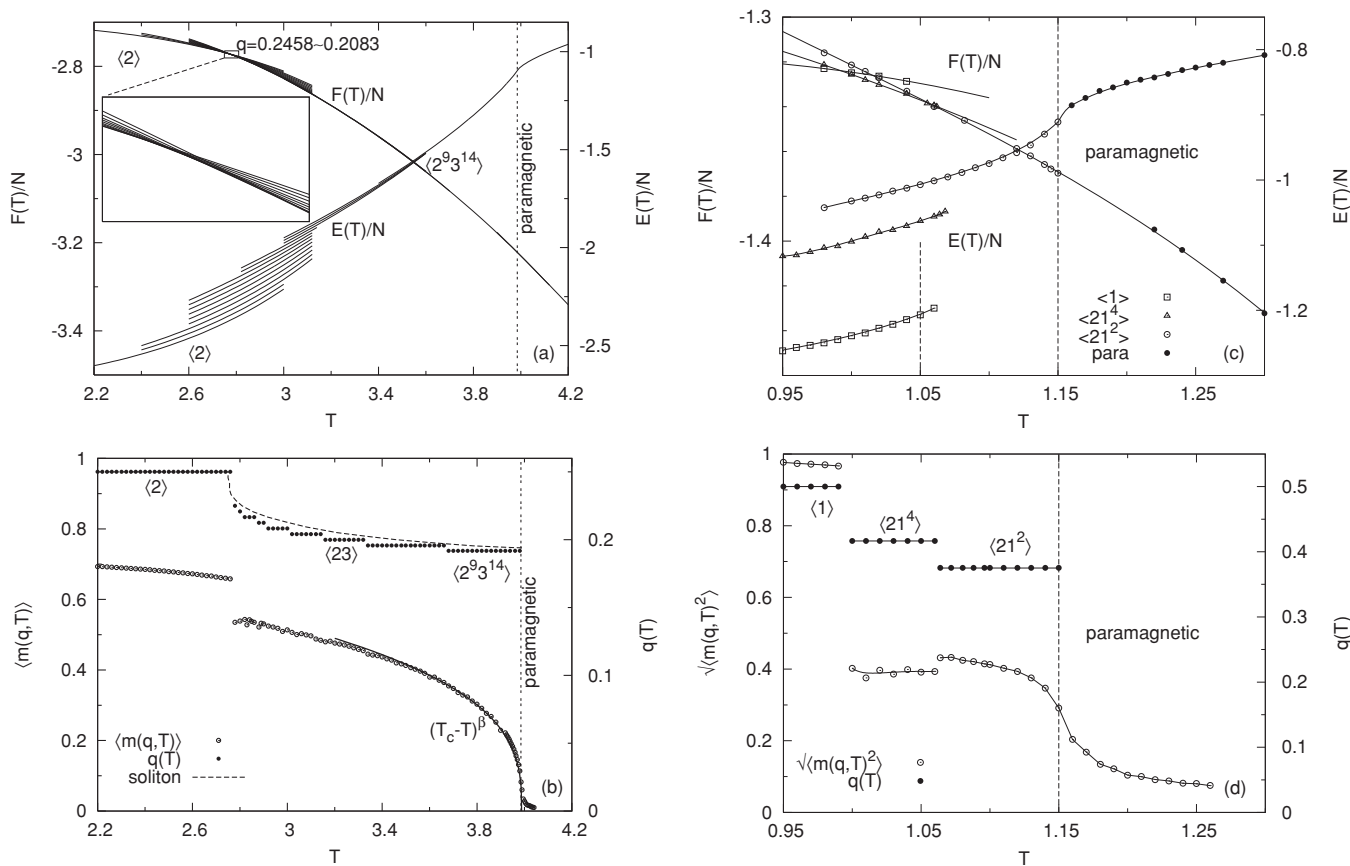 -2.8
-3
-3.2
-3.4
F(T)/N
⟨2⟩
q=0.2458~0.2083
F(T)/N
⟨2⁹3¹⁴⟩
E(T)/N
⟨2⟩
paramagnetic
(a)
-1
-1.5
-2
-2.5
E(T)/N
2.2 2.6 3 3.4 3.8 4.2
T
-1.3
-1.4
F(T)/N
F(T)/N
E(T)/N
paramagnetic
<1>
<21⁴>
<21²>
para
(c)
-0.8
-1
-1.2
E(T)/N
0.95 1.05 1.15 1.25
T
1
0.8
0.6
0.4
0.2
0
⟨m(q,T)⟩
⟨2⟩
⟨23⟩
⟨2⁹3¹⁴⟩
paramagnetic
(T_c-T)^β
⟨m(q,T)⟩
q(T)
soliton
(b)
0.2
0.1
0
q(T)
2.2 2.6 3 3.4 3.8 4.2
T
1
0.8
0.6
0.4
0.2
0
√⟨m(q,T)²⟩
⟨1⟩
⟨21⁴⟩
⟨21²⟩
paramagnetic
√⟨m(q,T)²⟩
q(T)
(d)
0.5
0.4
0.3
0.2
0.1
0
q(T)
0.95 1.05 1.15 1.25
T